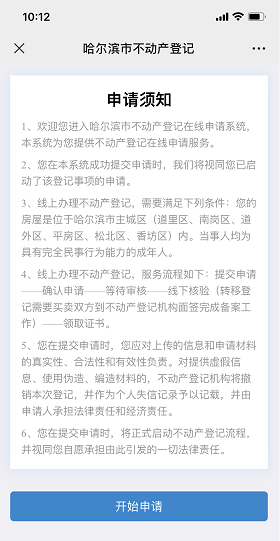 10:12
哈尔滨市不动产登记
申请须知
1、欢迎您进入哈尔滨市不动产登记在线申请系统，
本系统为您提供不动产登记在线申请服务。
2、您在本系统成功提交申请时，我们将视同您已启
动了该登记事项的申请。
3、线上办理不动产登记，需要满足下列条件：您的
房屋是位于哈尔滨市主城区（道里区、南岗区、道
外区、平房区、松北区、香坊区）内。当事人均为
具有完全民事行为能力的成年人。
4、线上办理不动产登记，服务流程如下：提交申请
——确认申请——等待审核——线下核验（转移登
记需要买卖双方到不动产登记机构面签完成备案工
作）——领取证书。
5、您在提交申请时，您应对上传的信息和申请材料
的真实性、合法性和有效性负责。对提供虚假信
息、使用伪造、编造材料的，不动产登记机构将撤
销本次登记，并作为个人失信记录予以记载，并由
申请人承担法律责任和经济责任。
6、您在提交申请时，将正式启动不动产登记流程，
并视同您自愿承担由此引发的一切法律责任。
开始申请